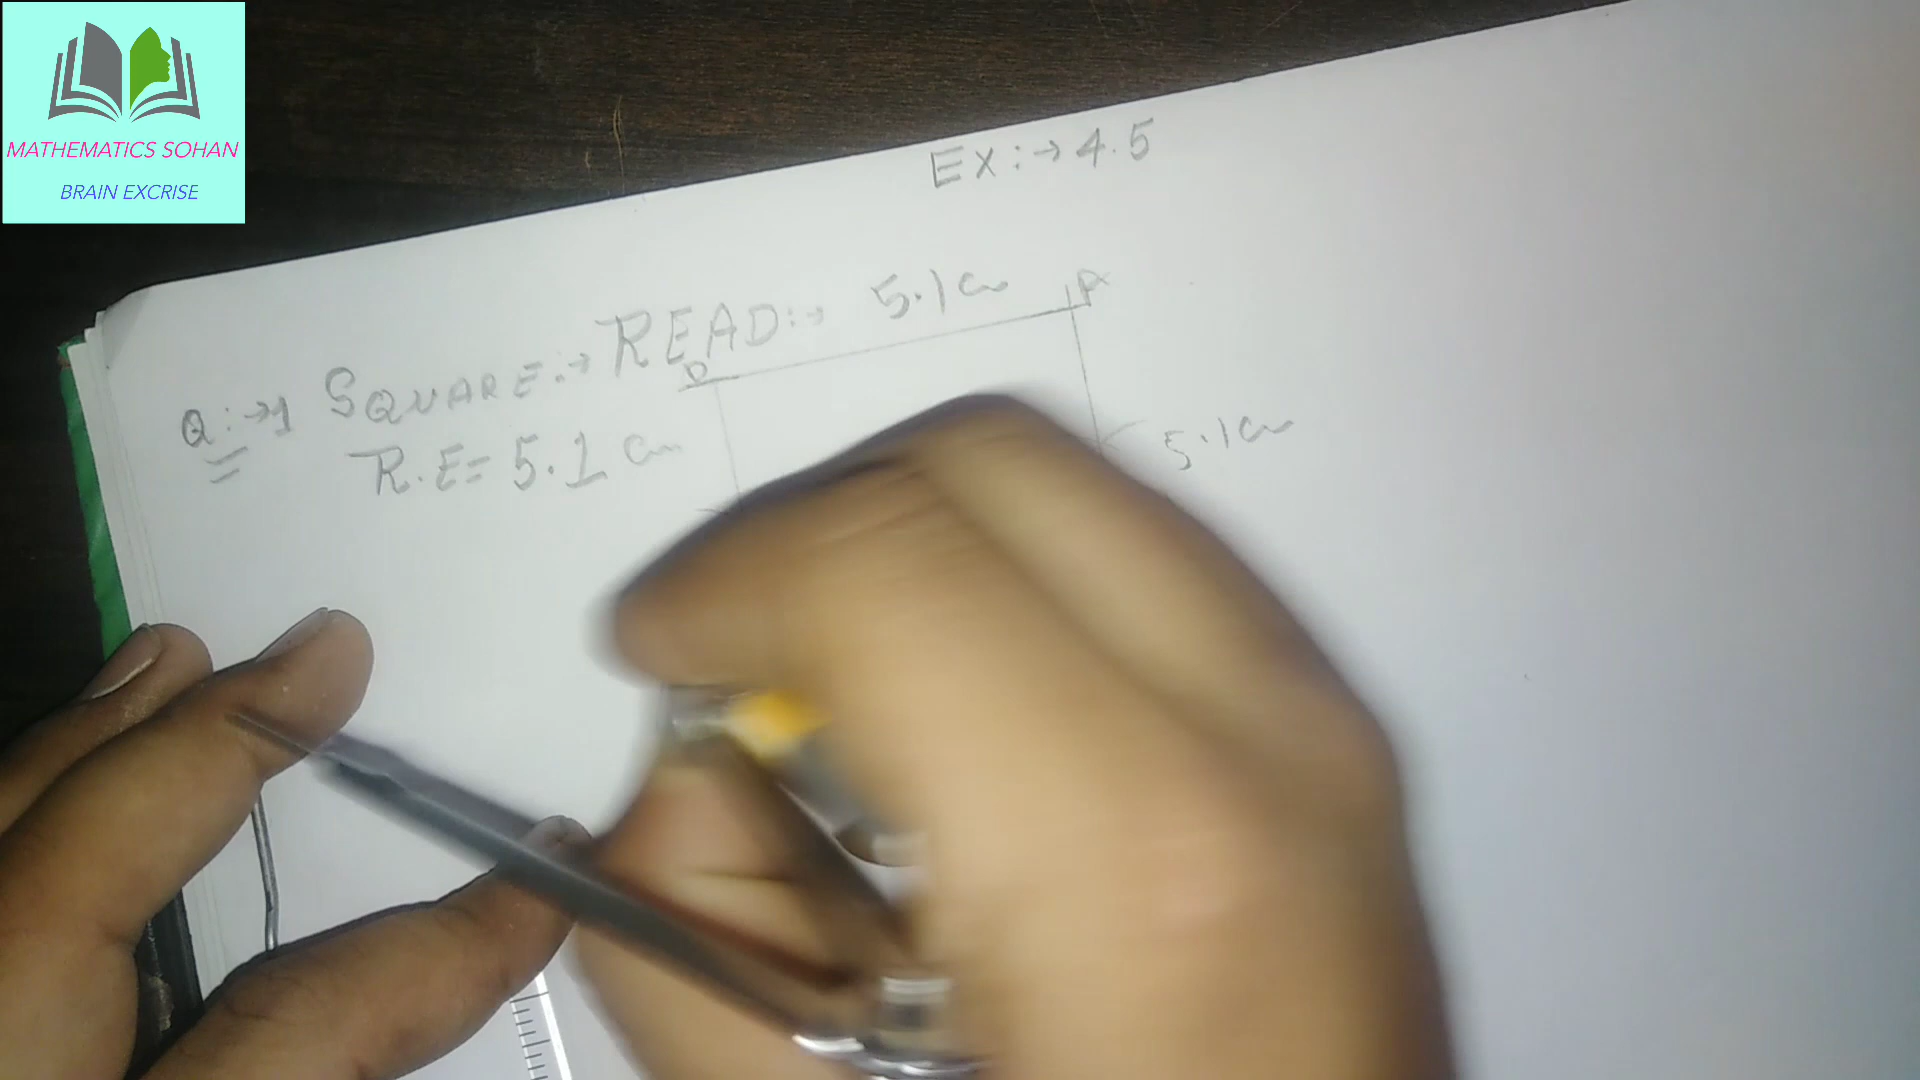 MATHEMATICS SOHAN
BRAIN EXCRISE
EX:→4.5
Q:→1 SQUARE:→READ:→
R.E=5.1 cm
5.1cm
A
D
5.1cm